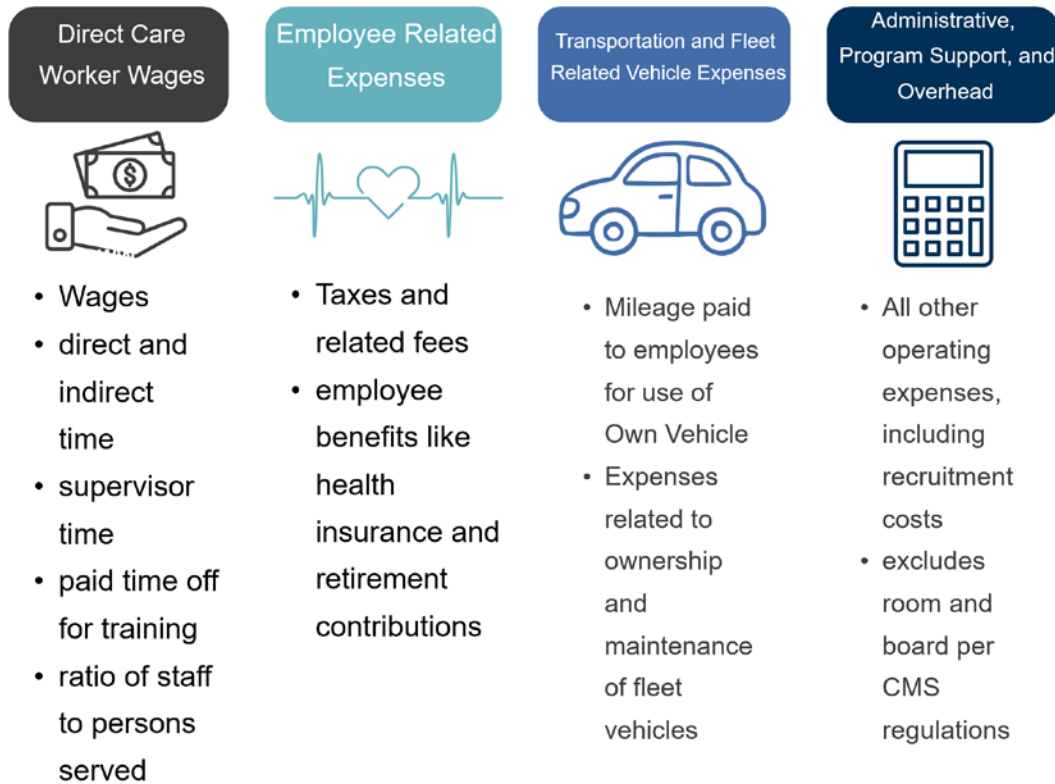 Direct Care
Worker Wages
• Wages
• direct and
indirect
time
• supervisor
time
• paid time off
for training
• ratio of staff
to persons
served
Employee Related
Expenses
• Taxes and
related fees
• employee
benefits like
health
insurance and
retirement
contributions
Transportation and Fleet
Related Vehicle Expenses
• Mileage paid
to employees
for use of
Own Vehicle
• Expenses
related to
ownership
and
maintenance
of fleet
vehicles
Administrative,
Program Support, and
Overhead
• All other
operating
expenses,
including
recruitment
costs
• excludes
room and
board per
CMS
regulations
$